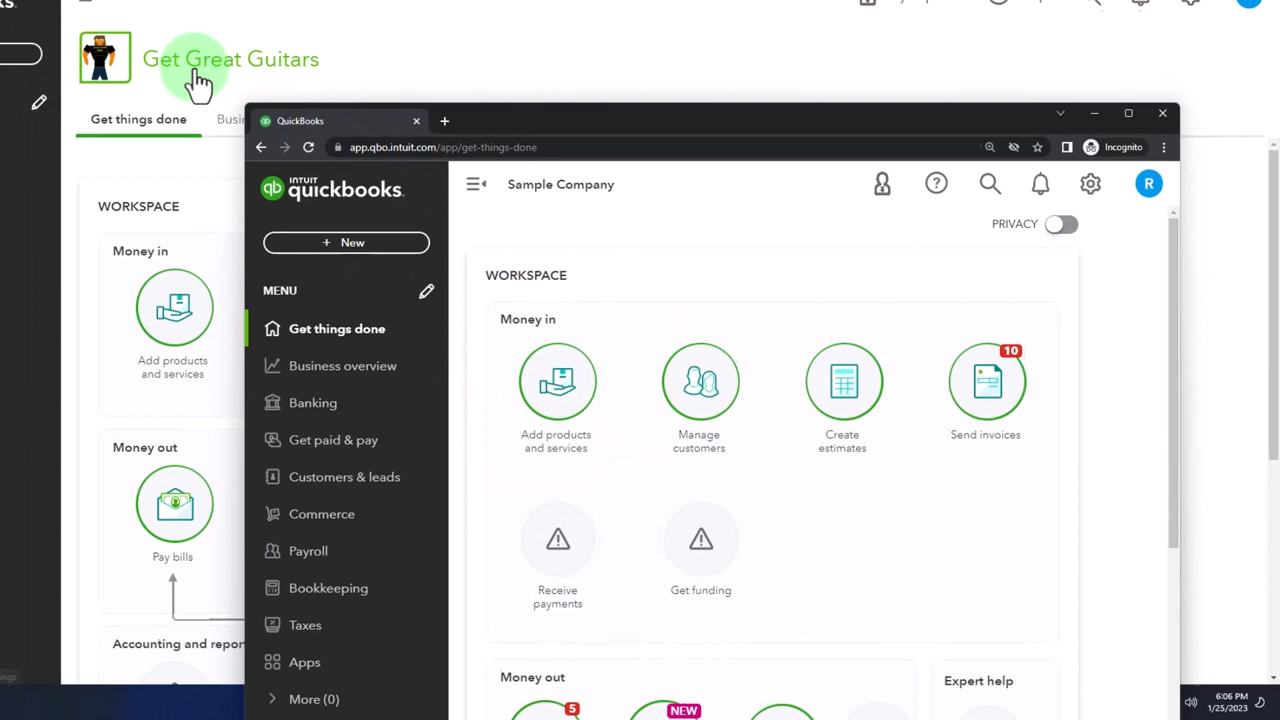 Get Great Guitars
Get things done
WORKSPACE
Money in
Add products
and services
Money out
Pay bills
QuickBooks
app.qbo.intuit.com/app/get-things-done
Incognito
INTUIT
quickbooks.
Sample Company
R
+ New
PRIVACY
MENU
Get things done
Business overview
Banking
Get paid & pay
Customers & leads
Commerce
Payroll
Bookkeeping
Taxes
Apps
More (0)
WORKSPACE
Money in
Add products
and services
Manage
customers
Create
estimates
10
Send invoices
Receive
payments
Get funding
Money out
5
NEW
Expert help
6:06 PM
1/25/2023